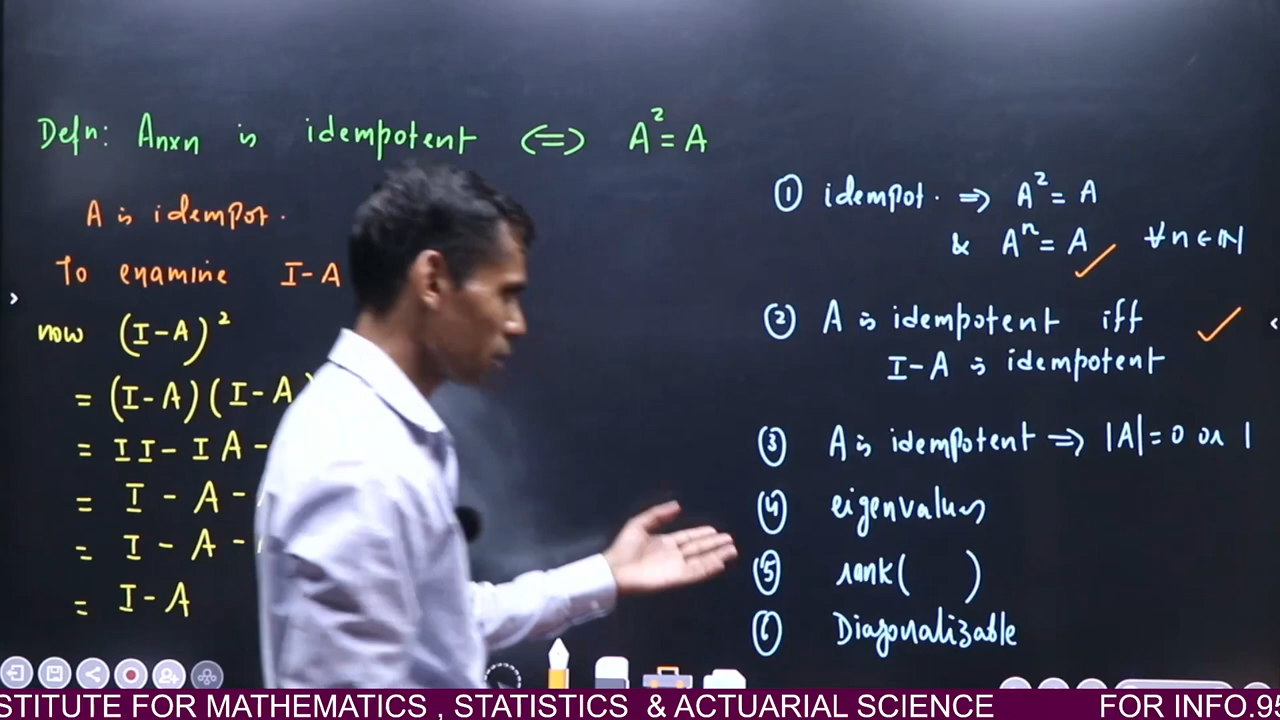 Defn: Anxn is idempotent <=> A² = A
A is idempot.
To examine I-A
now (I-A)²
= (I-A)(I-A
= II - IA -
= I - A -
= I - A -
= I - A
① idempot. ⇒ A² = A
& Aⁿ = A ✓ ∀n∈ℕ
② A is idempotent iff ✓
I-A is idempotent
③ A is idempotent ⇒ |A| = 0 or 1
④ eigenvalues
⑤ rank( )
⑥ Diagonalizable
STITUTE FOR MATHEMATICS , STATISTICS & ACTUARIAL SCIENCE FOR INFO.95